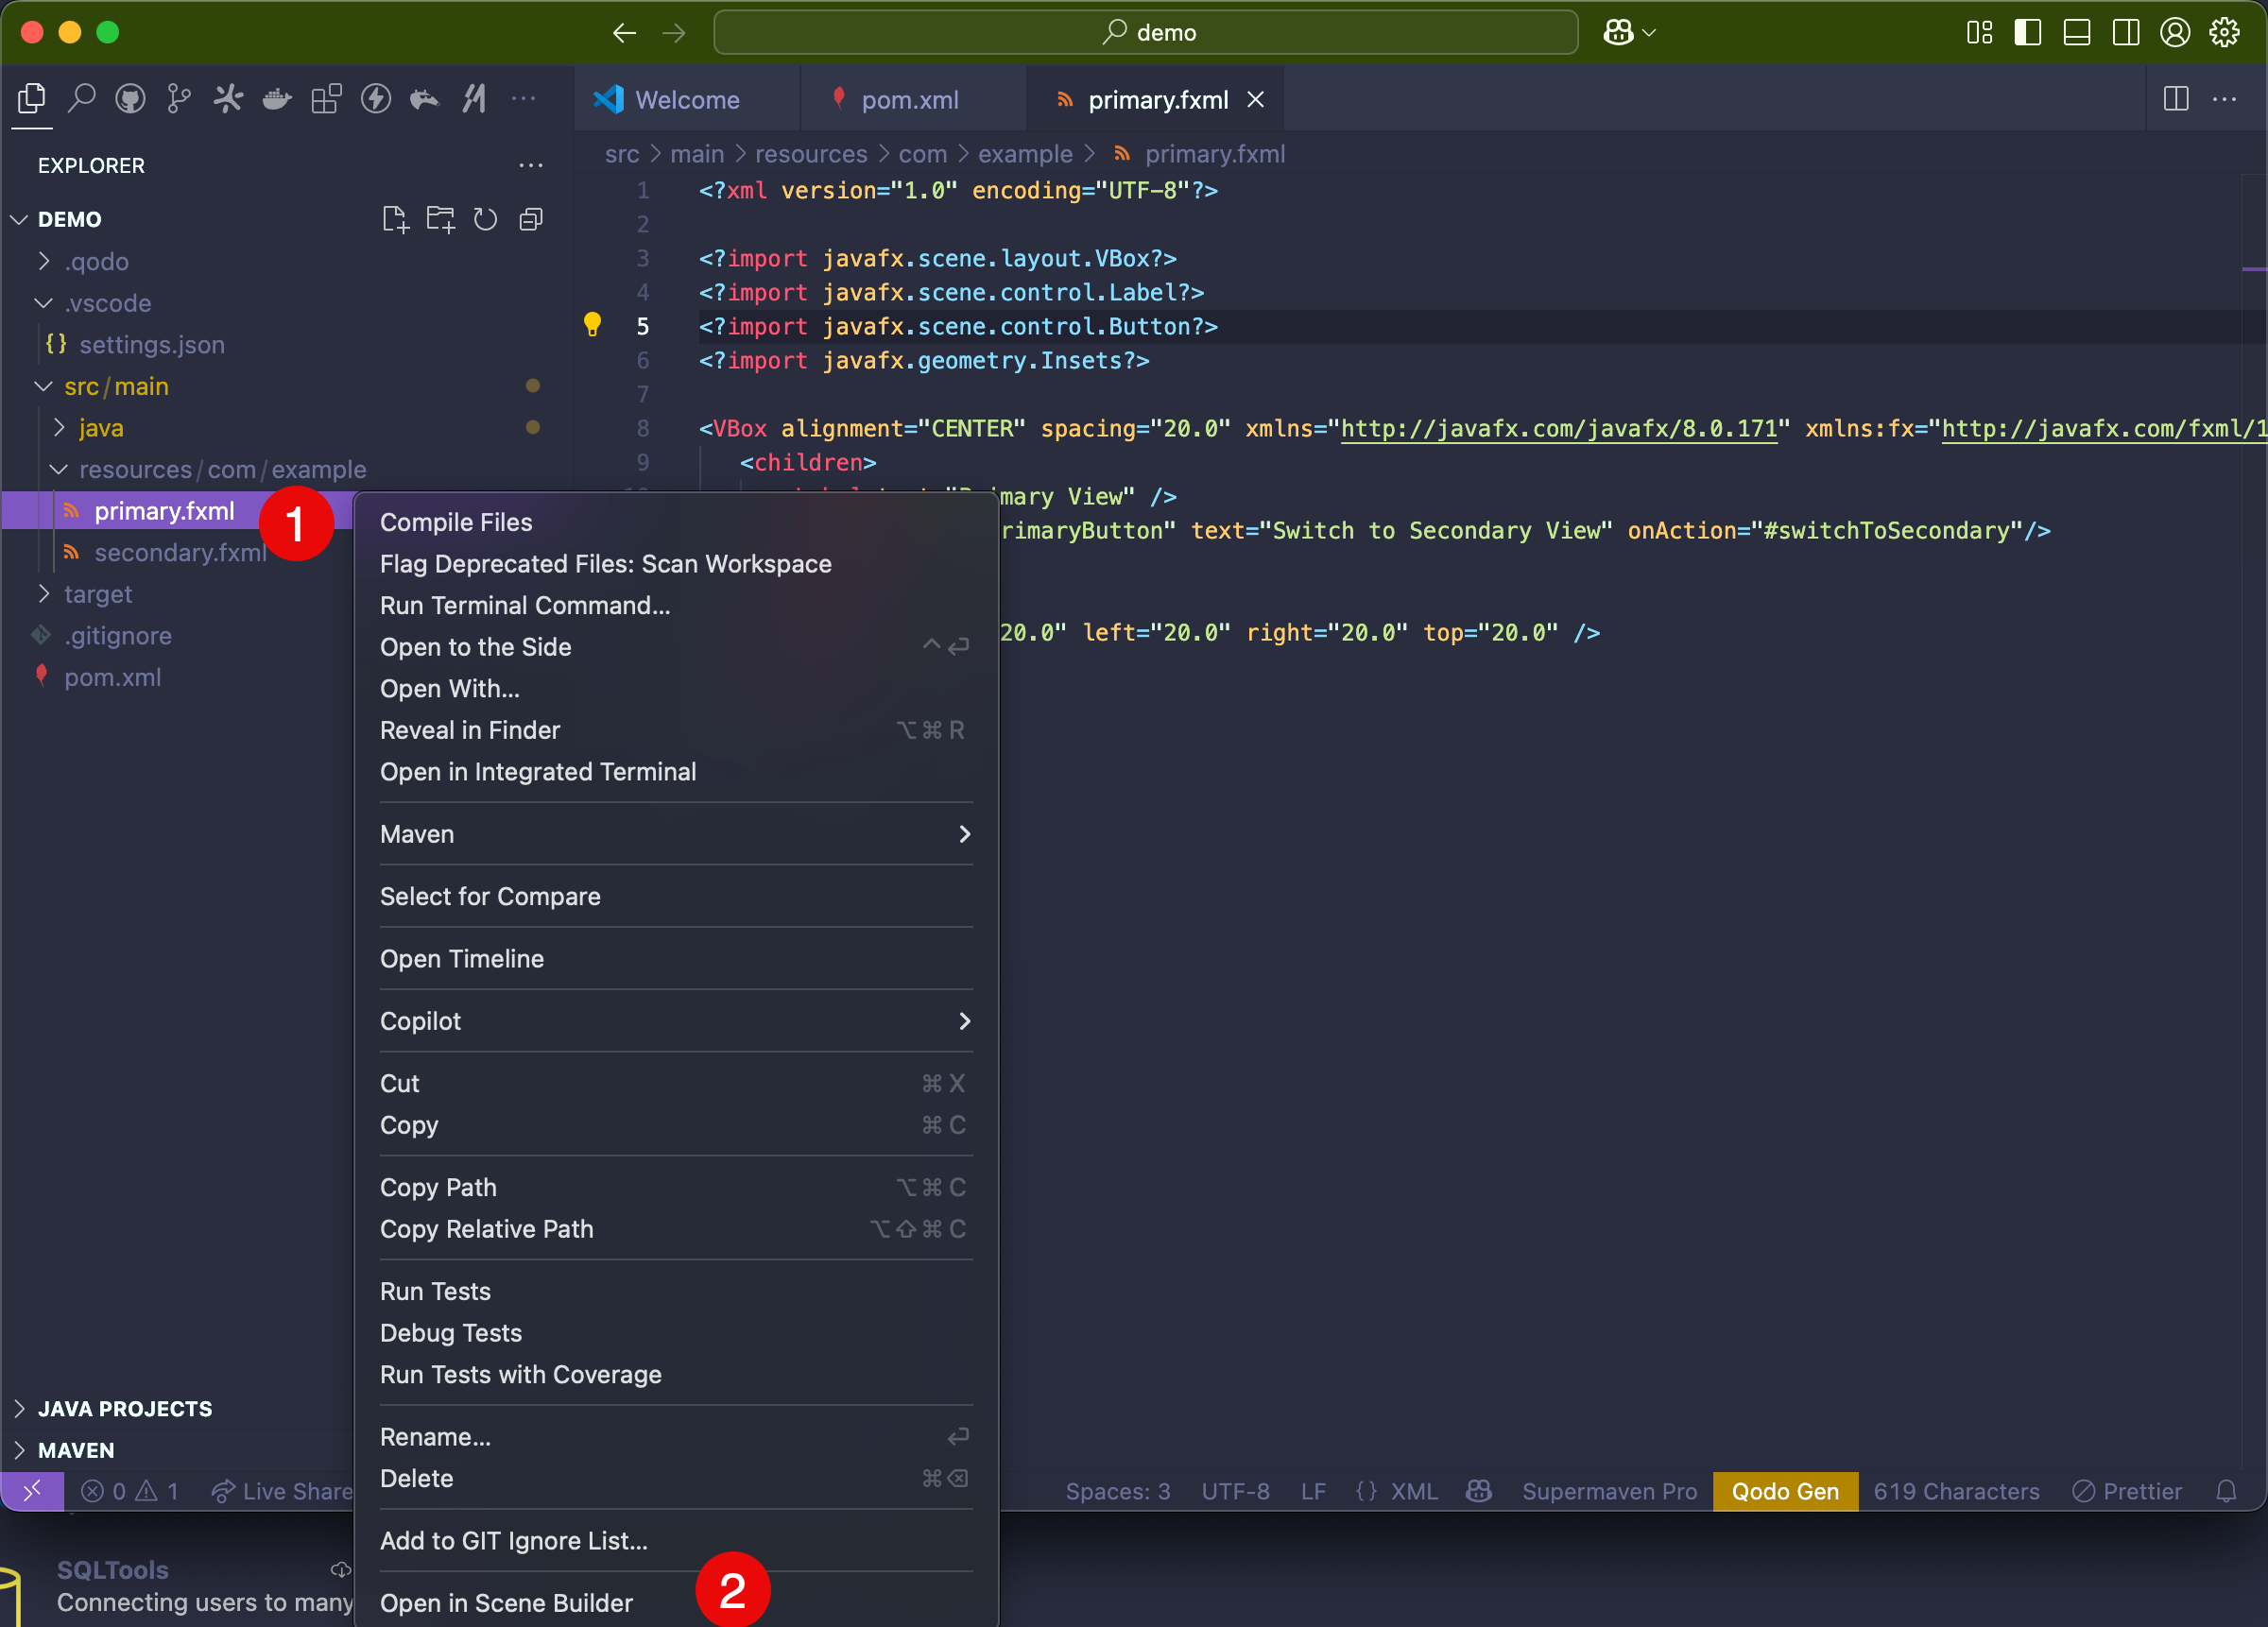 demo
Welcome
pom.xml
primary.fxml
EXPLORER
src > main > resources > com > example > primary.fxml
DEMO
.qodo
.vscode
{} settings.json
src/main
java
resources/com/example
primary.fxml
secondary.fxml
target
.gitignore
pom.xml
1
1 <?xml version="1.0" encoding="UTF-8"?>
2
3 <?import javafx.scene.layout.VBox?>
4 <?import javafx.scene.control.Label?>
5 <?import javafx.scene.control.Button?>
6 <?import javafx.geometry.Insets?>
7
8 <VBox alignment="CENTER" spacing="20.0" xmlns="http://javafx.com/javafx/8.0.171" xmlns:fx="http://javafx.com/fxml/1
9 <children>
mary View" />
rimaryButton" text="Switch to Secondary View" onAction="#switchToSecondary"/>
20.0" left="20.0" right="20.0" top="20.0" />
Compile Files
Flag Deprecated Files: Scan Workspace
Run Terminal Command...
Open to the Side ^⏎
Open With...
Reveal in Finder ⌥⌘R
Open in Integrated Terminal
Maven
Select for Compare
Open Timeline
Copilot
Cut ⌘X
Copy ⌘C
Copy Path ⌥⌘C
Copy Relative Path ⌥⇧⌘C
Run Tests
Debug Tests
Run Tests with Coverage
Rename... ⏎
Delete ⌘⌫
Add to GIT Ignore List...
Open in Scene Builder
2
JAVA PROJECTS
MAVEN
0 1 Live Share
Spaces: 3 UTF-8 LF {} XML Supermaven Pro Qodo Gen 619 Characters Prettier
SQLTools
Connecting users to many